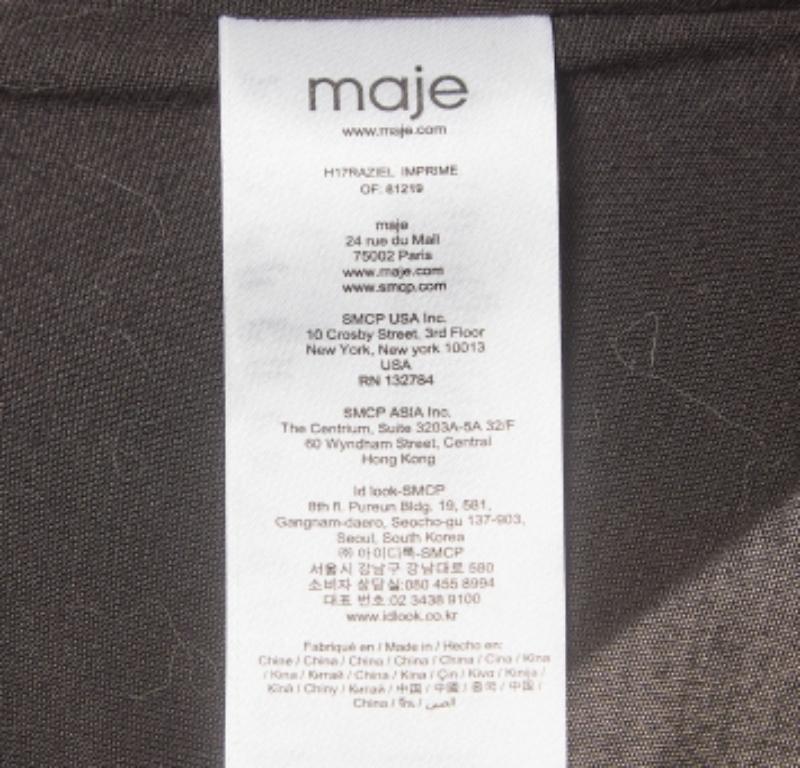 maje
www.maje.com
H17RAZIEL IMPRIME
OF: 81219
maje
24 rue du Mail
75002 Paris
www.maje.com
www.smcp.com
SMCP USA Inc.
10 Crosby Street, 3rd Floor
New York, New york 10013
USA
RN 132784
SMCP ASIA Inc.
The Centrium, Suite 3203A-5A 32/F
60 Wyndham Street, Central
Hong Kong
Id look-SMCP
8th fl. Pureun Bldg. 19, 581,
Gangnam-daero, Seocho-gu 137-903,
Seoul, South Korea
㈜ 아이디룩-SMCP
서울시 강남구 강남대로 580
소비자 상담실:080 455 8994
대표 번호:02 3438 9100
www.idlook.co.kr
Fabriqué en / Made in / Hecho en:
Chine / China / China / China / China / Cina / Kina
/ Kina / Китай / China / Kina / Çin / Kiva / Kinija /
Kína / Chiny / Китай / 中国 / 中國 / 중국 / 中国 /
China / จีน / الصين